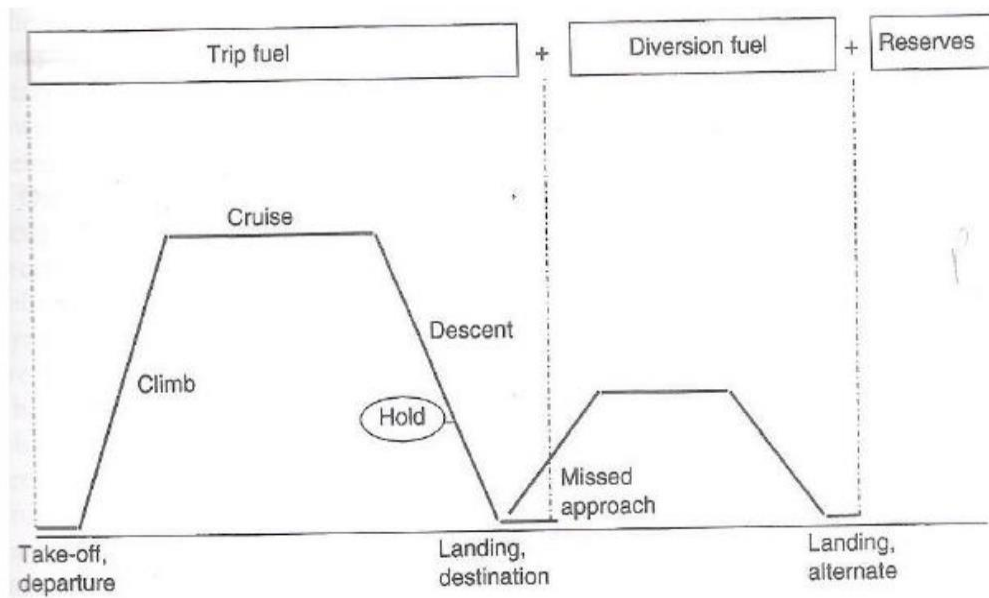 Trip fuel + Diversion fuel + Reserves
Cruise
Descent
Climb
Hold
Missed
approach
Take-off,
departure
Landing,
destination
Landing,
alternate